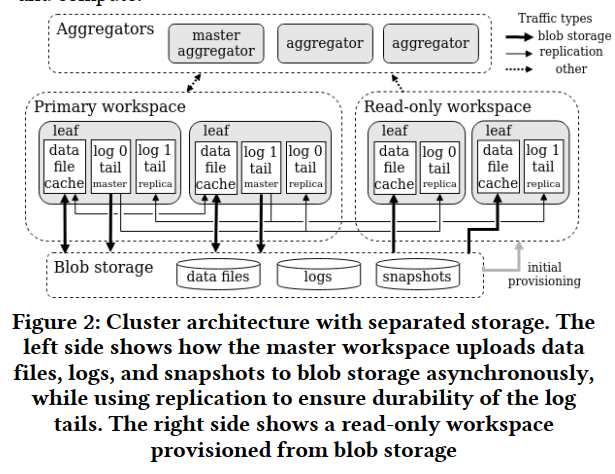 and compute.
Aggregators
master
aggregator
aggregator
aggregator
Traffic types
blob storage
replication
other
Primary workspace
leaf
data
file
cache
log 0
tail
master
log 1
tail
replica
leaf
data
file
cache
log 1
tail
master
log 0
tail
replica
Read-only workspace
leaf
data
file
cache
log 0
tail
replica
leaf
data
file
cache
log 1
tail
replica
Blob storage
data files
logs
snapshots
initial
provisioning
Figure 2: Cluster architecture with separated storage. The
left side shows how the master workspace uploads data
files, logs, and snapshots to blob storage asynchronously,
while using replication to ensure durability of the log
tails. The right side shows a read-only workspace
provisioned from blob storage